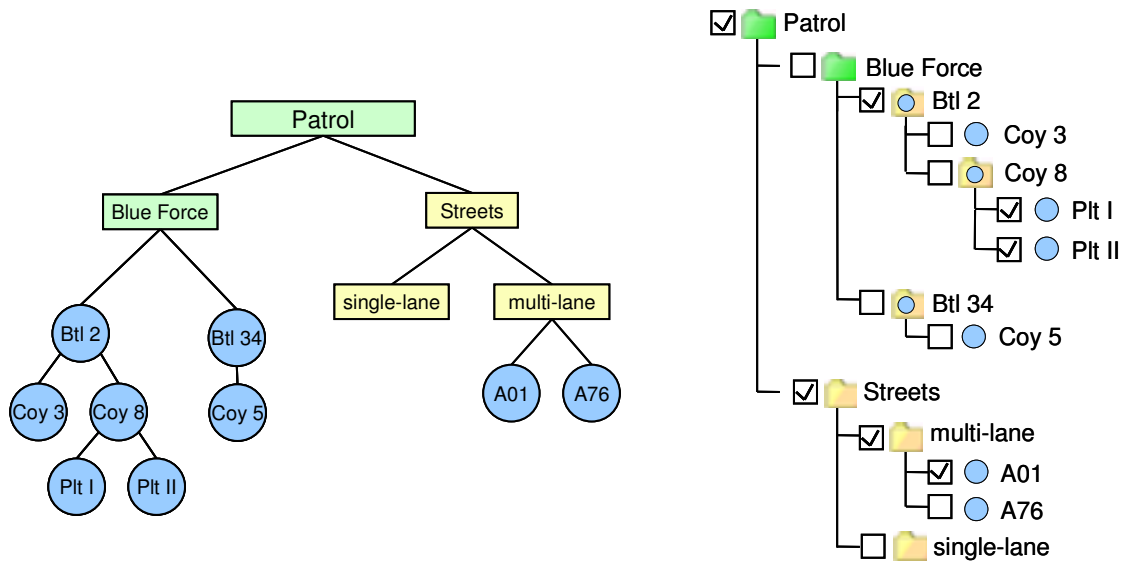 Patrol
Blue Force
Streets
single-lane
multi-lane
Btl 2
Btl 34
A01
A76
Coy 3
Coy 8
Coy 5
Plt I
Plt II
Patrol
Blue Force
Btl 2
Coy 3
Coy 8
Plt I
Plt II
Btl 34
Coy 5
Streets
multi-lane
A01
A76
single-lane